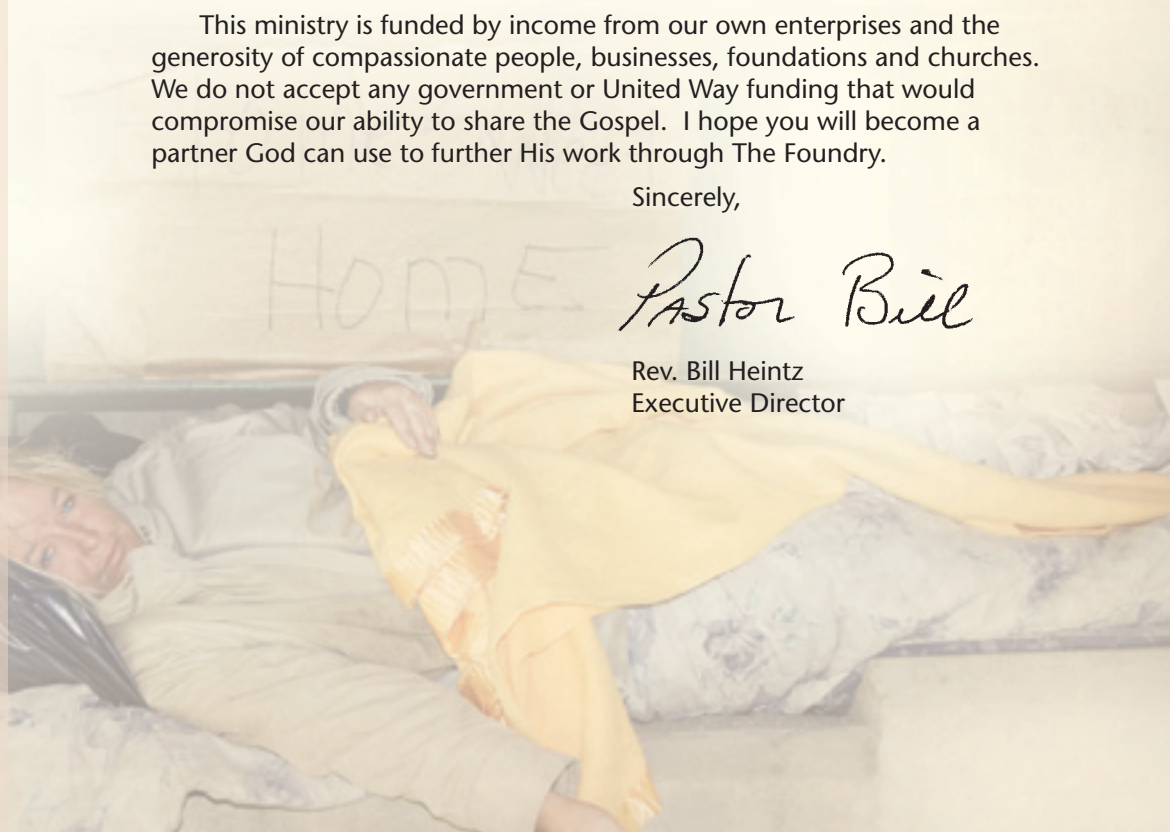 This ministry is funded by income from our own enterprises and the
generosity of compassionate people, businesses, foundations and churches.
We do not accept any government or United Way funding that would
compromise our ability to share the Gospel.  I hope you will become a
partner God can use to further His work through The Foundry.
Sincerely,
Pastor Bill
HomE
Rev. Bill Heintz
Executive Director